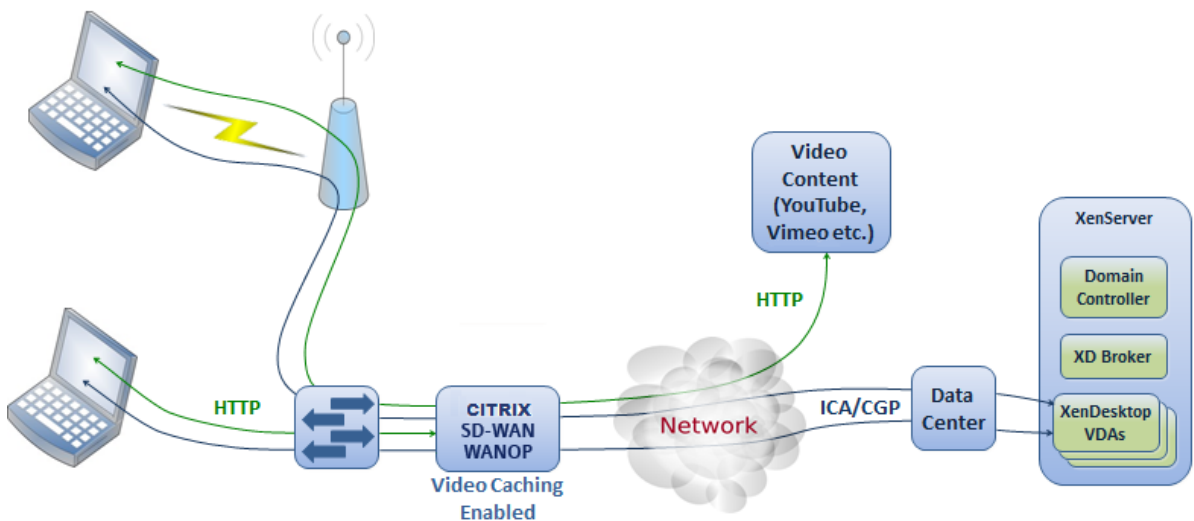 Video
Content
(YouTube,
Vimeo etc.)
XenServer
Domain
Controller
HTTP
XD Broker
HTTP
CITRIX
SD-WAN
WANOP
Network
ICA/CGP
Data
Center
XenDesktop
VDAs
Video Caching
Enabled